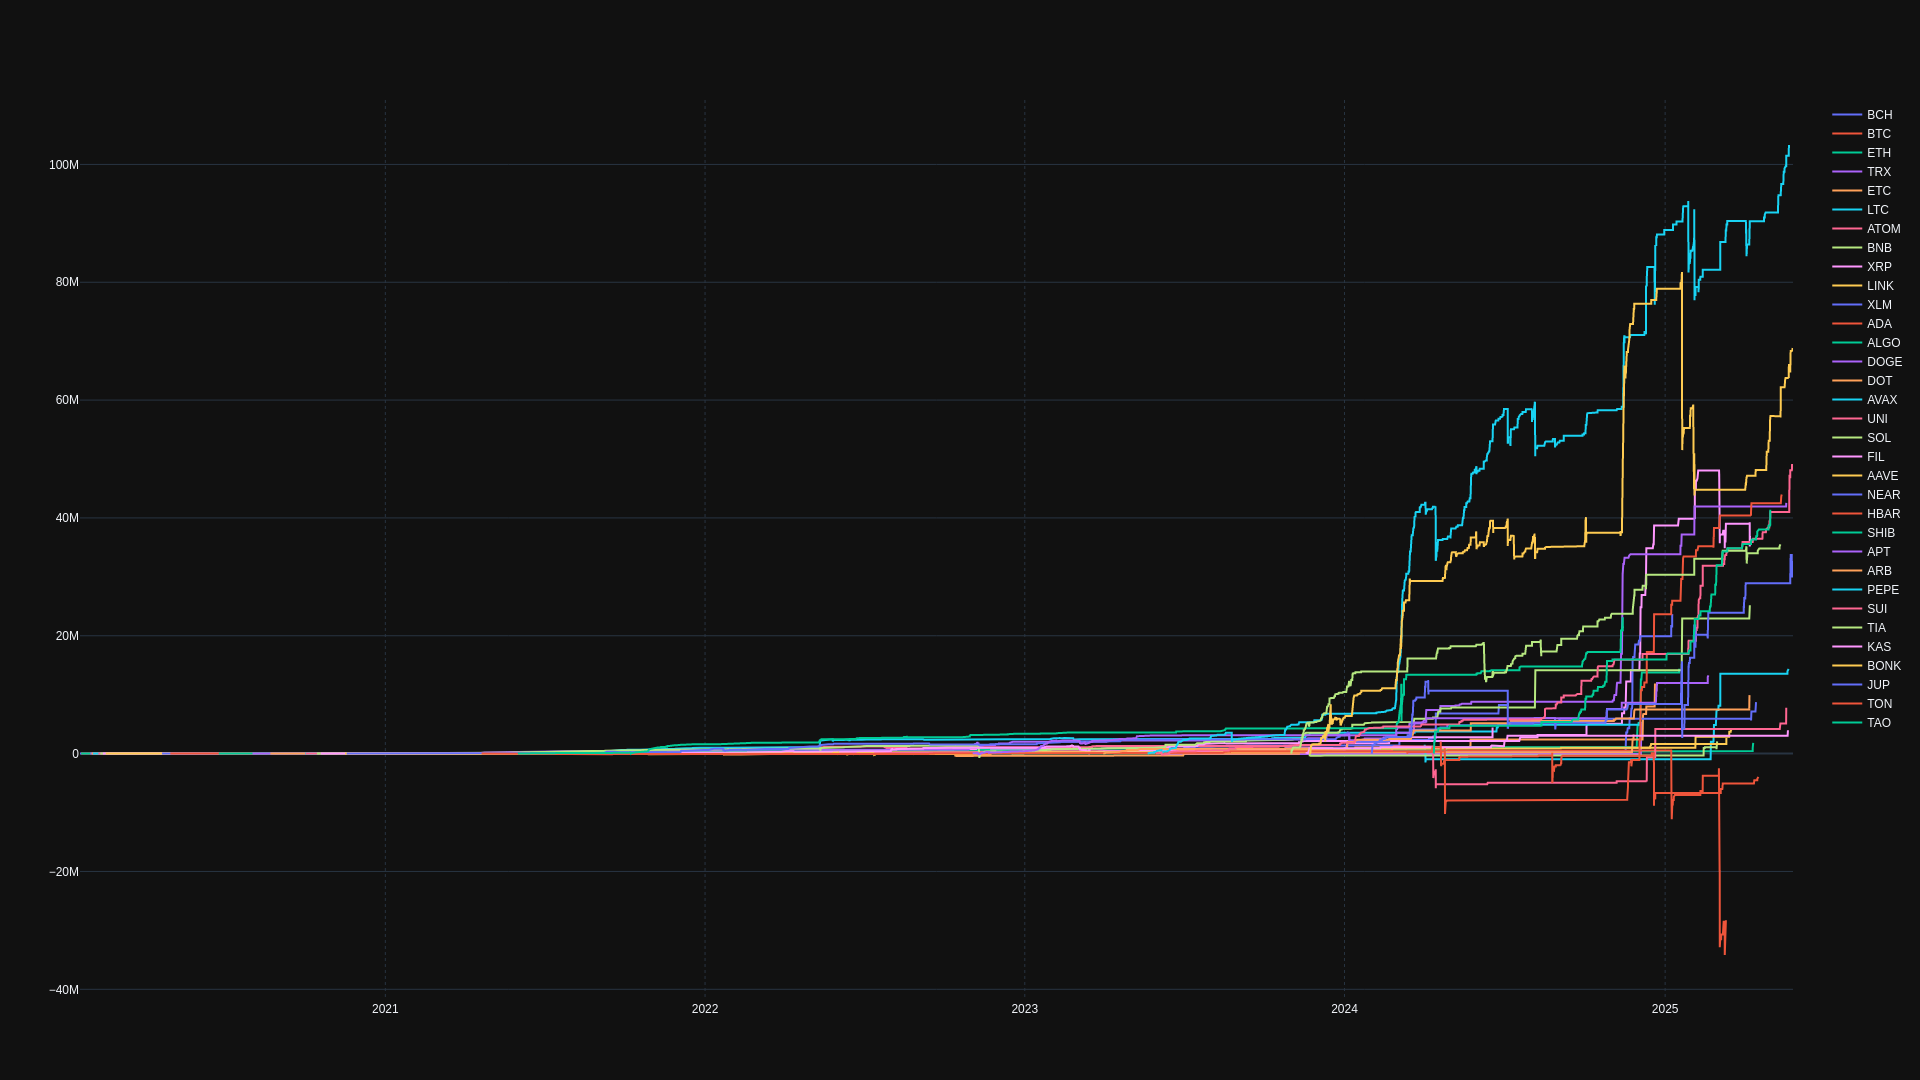 100M
80M
60M
40M
20M
0
−20M
−40M
2021
2022
2023
2024
2025
BCH
BTC
ETH
TRX
ETC
LTC
ATOM
BNB
XRP
LINK
XLM
ADA
ALGO
DOGE
DOT
AVAX
UNI
SOL
FIL
AAVE
NEAR
HBAR
SHIB
APT
ARB
PEPE
SUI
TIA
KAS
BONK
JUP
TON
TAO